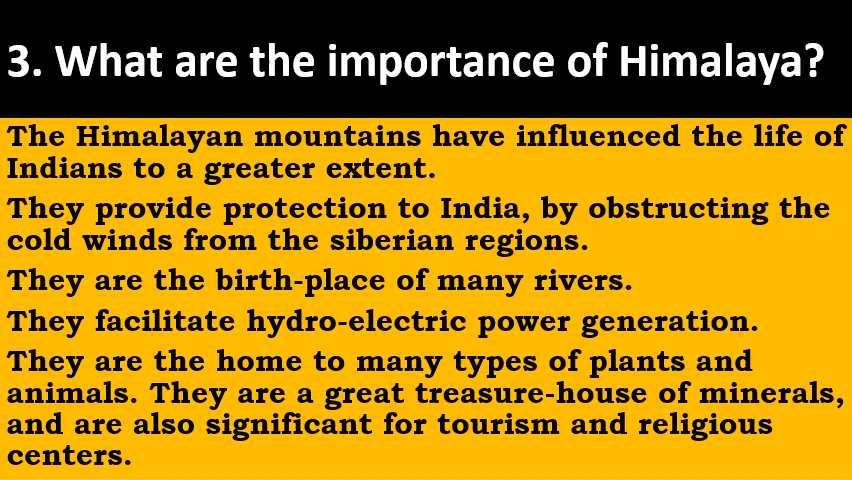 3. What are the importance of Himalaya?
The Himalayan mountains have influenced the life of
Indians to a greater extent.
They provide protection to India, by obstructing the
cold winds from the siberian regions.
They are the birth-place of many rivers.
They facilitate hydro-electric power generation.
They are the home to many types of plants and
animals. They are a great treasure-house of minerals,
and are also significant for tourism and religious
centers.